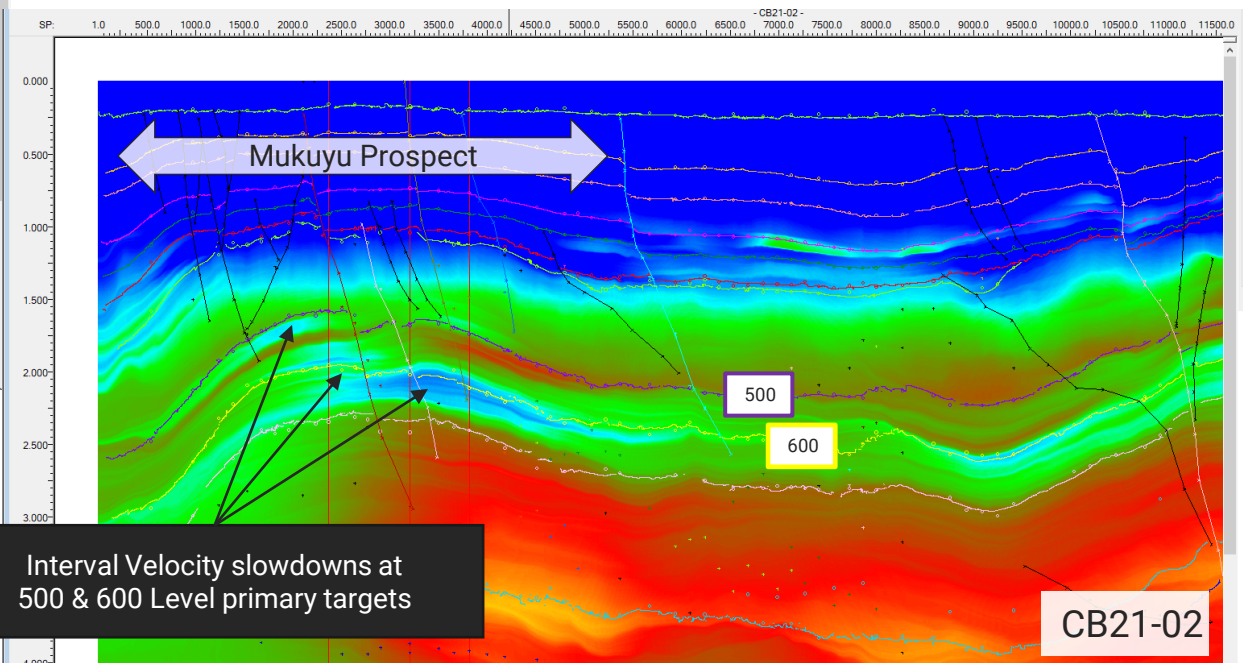 - CB21-02 -
SP: 1.0 500.0 1000.0 1500.0 2000.0 2500.0 3000.0 3500.0 4000.0 4500.0 5000.0 5500.0 6000.0 6500.0 7000.0 7500.0 8000.0 8500.0 9000.0 9500.0 10000.0 10500.0 11000.0 11500.0
0.000
0.500
Mukuyu Prospect
1.000
1.500
2.000
500
2.500
600
3.000
Interval Velocity slowdowns at
500 & 600 Level primary targets
CB21-02
4.000